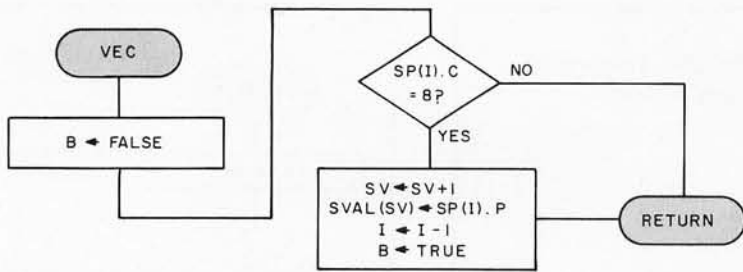 VEC
B ← FALSE
SP(I).C
= 8?
NO
YES
SV ← SV+1
SVAL(SV) ← SP(I).P
I ← I-1
B ← TRUE
RETURN